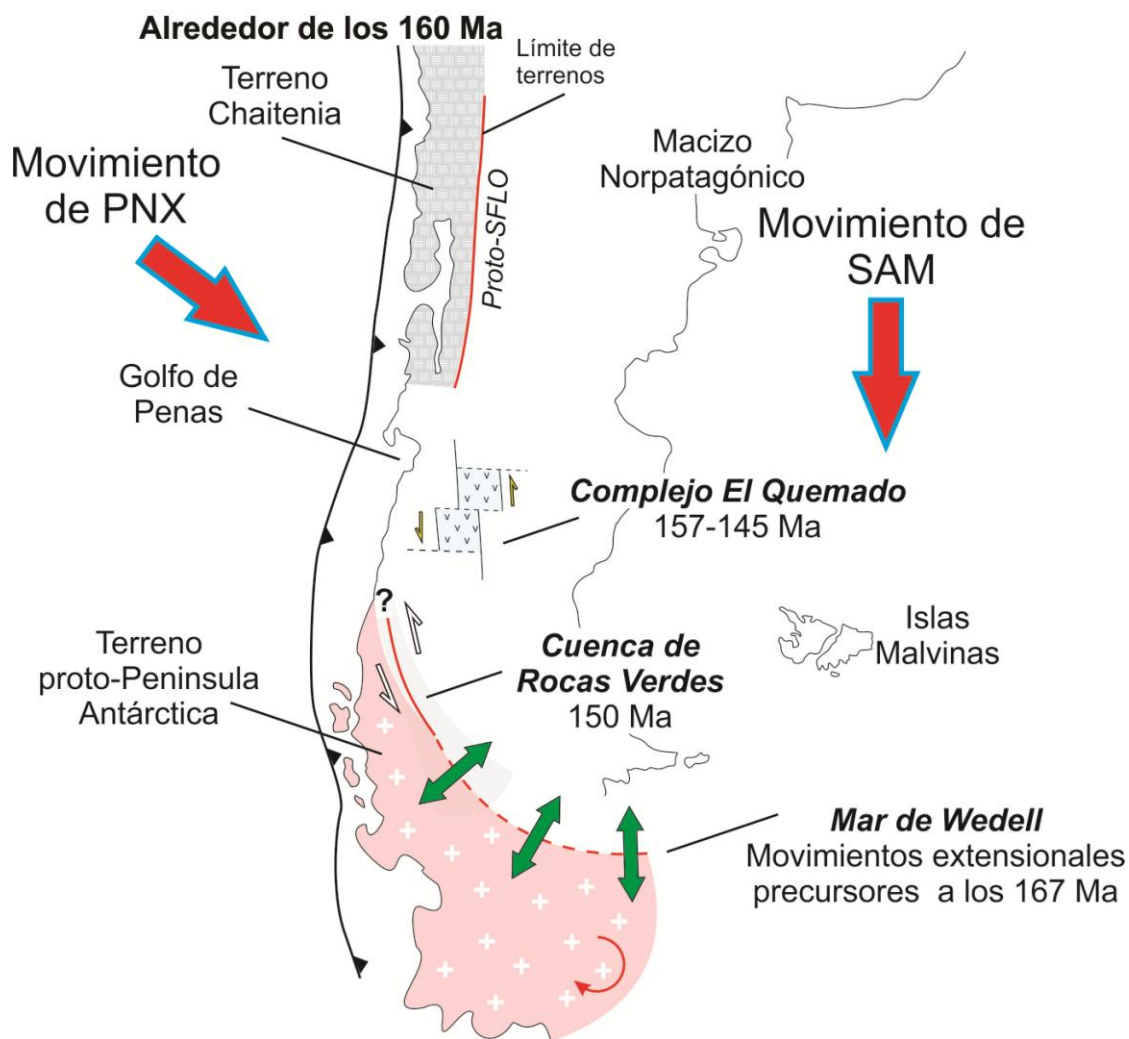 Alrededor de los 160 Ma
Terreno
Chaitenia
Límite de
terrenos
Macizo
Norpatagónico
Movimiento
de PNX
Proto-SFLO
Movimiento de
SAM
Golfo de
Penas
Complejo El Quemado
157-145 Ma
?
Terreno
proto-Peninsula
Antárctica
Cuenca de
Rocas Verdes
150 Ma
Islas
Malvinas
Mar de Wedell
Movimientos extensionales
precursores a los 167 Ma